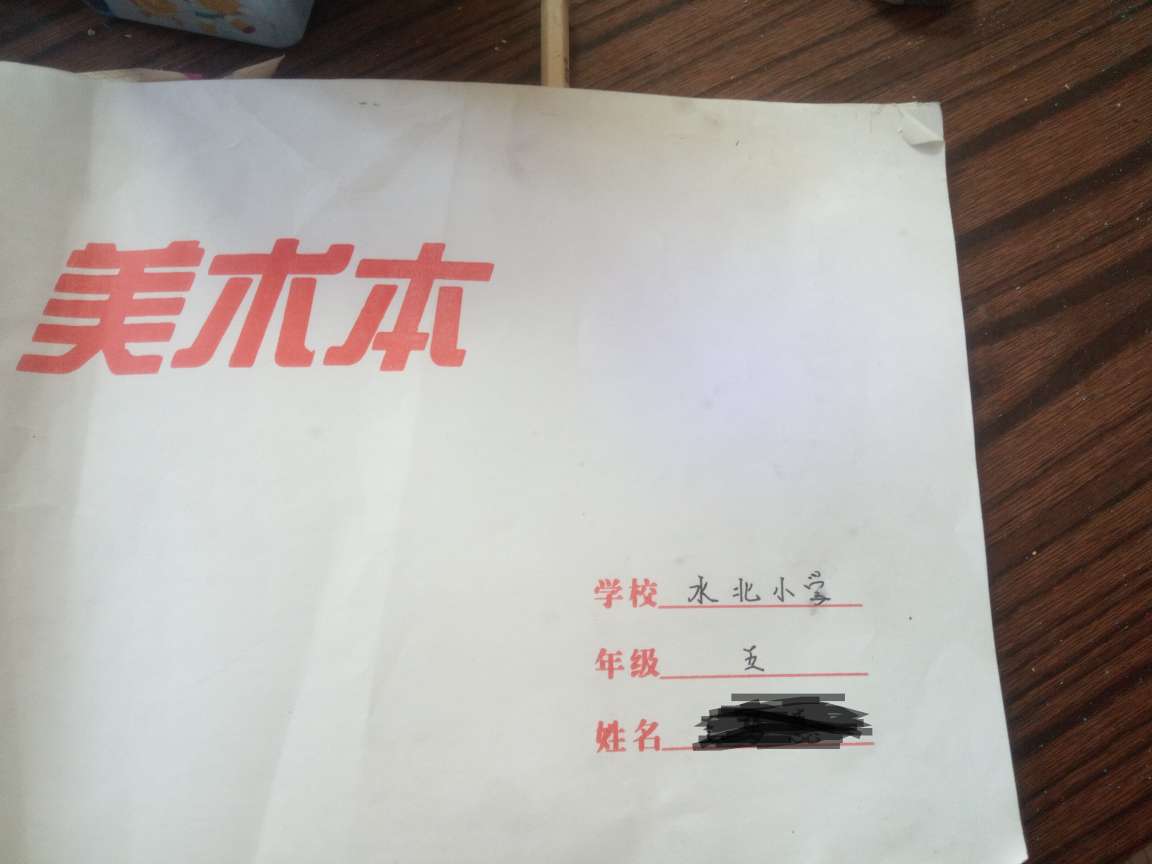 美术本
学校 水北小学
年级 五
姓名